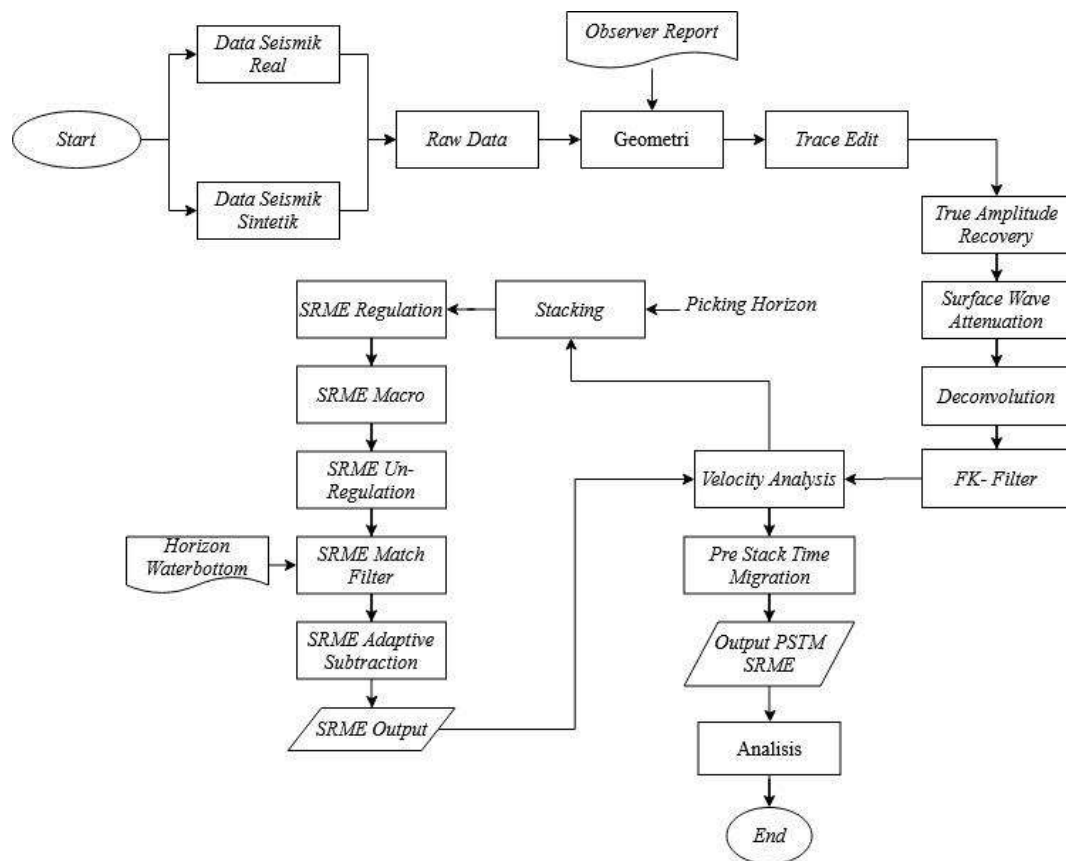 Data Seismik
Real
Observer Report
Start
Raw Data
Geometri
Trace Edit
Data Seismik
Sintetik
True Amplitude
Recovery
SRME Regulation
Stacking
Picking Horizon
Surface Wave
Attenuation
SRME Macro
Deconvolution
SRME Un-
Regulation
Velocity Analysis
FK- Filter
Horizon
Waterbottom
SRME Match
Filter
Pre Stack Time
Migration
SRME Adaptive
Subtraction
Output PSTM
SRME
SRME Output
Analisis
End